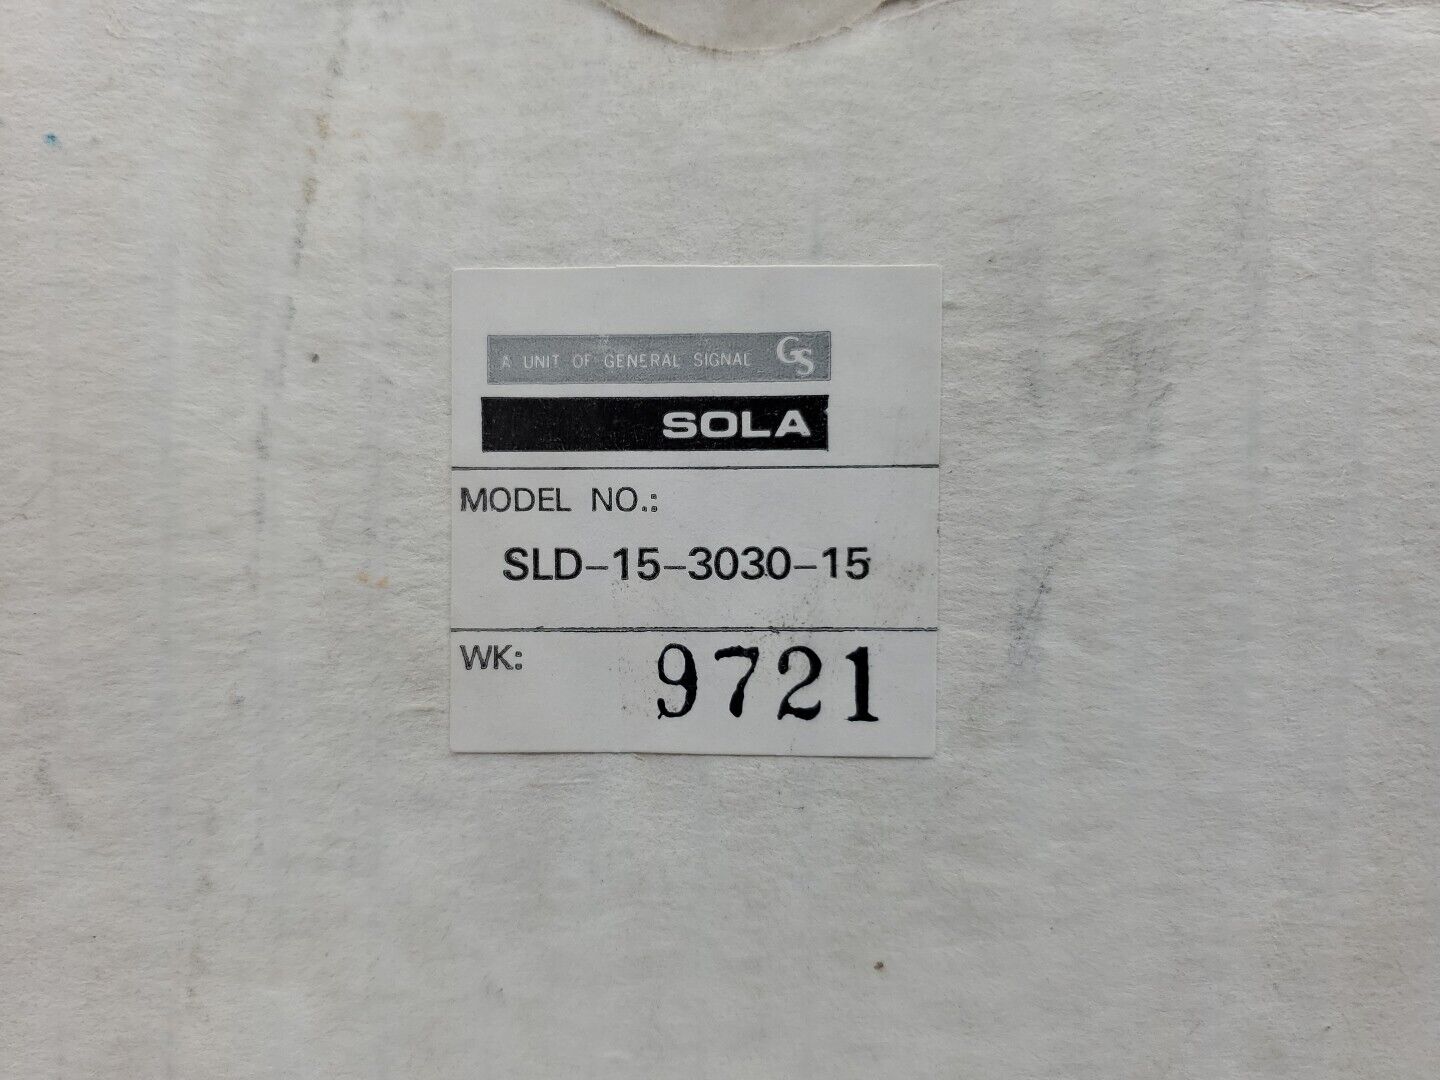 A UNIT OF GENERAL SIGNAL GS
SOLA
MODEL NO.:
SLD-15-3030-15
WK: 9721